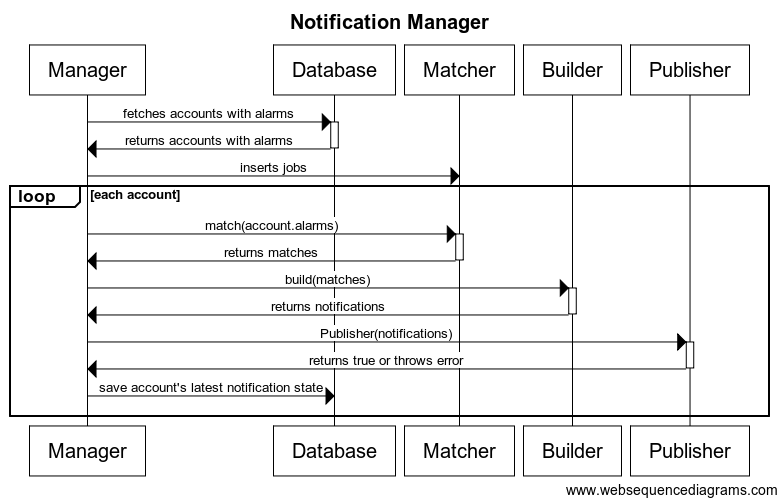 Notification Manager
Manager Database Matcher Builder Publisher
fetches accounts with alarms
returns accounts with alarms
inserts jobs
loop [each account]
match(account.alarms)
returns matches
build(matches)
returns notifications
Publisher(notifications)
returns true or throws error
save account's latest notification state
Manager Database Matcher Builder Publisher
www.websequencediagrams.com